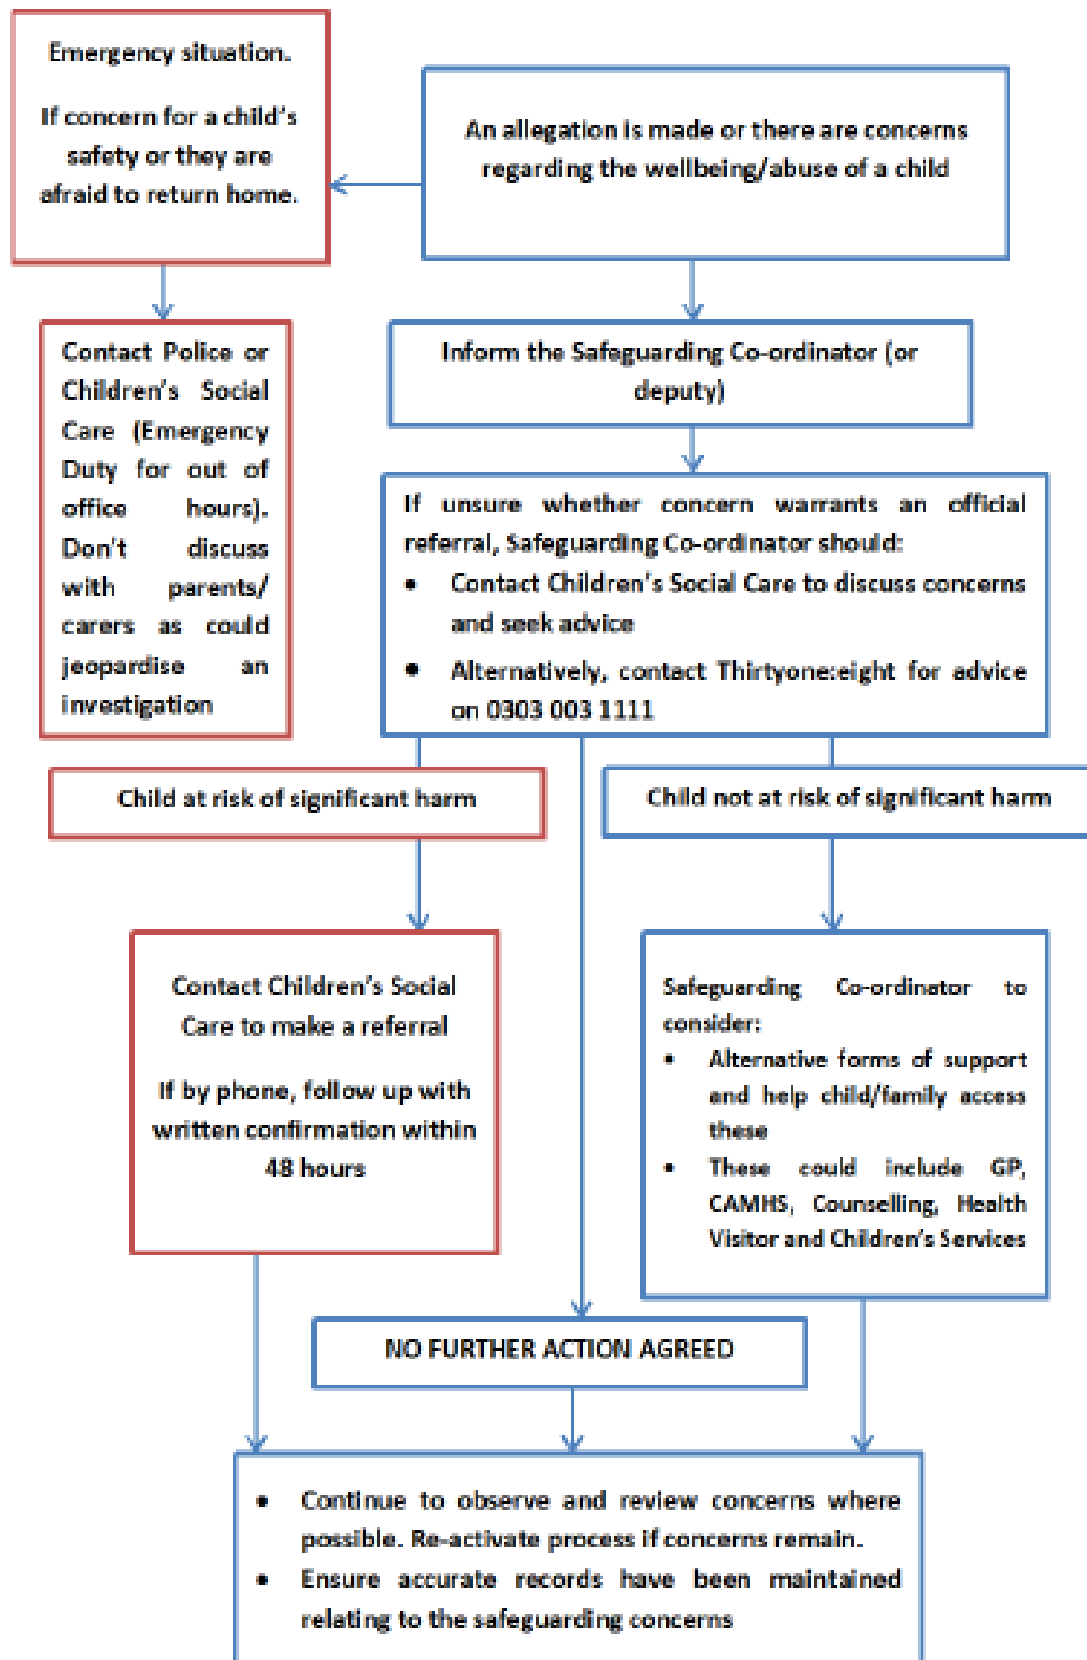 Emergency situation.
If concern for a child's
safety or they are
afraid to return home.
An allegation is made or there are concerns
regarding the wellbeing/abuse of a child
Contact Police or
Children's Social
Care (Emergency
Duty for out of
office hours).
Don't discuss
with parents/
carers as could
jeopardise an
investigation
Inform the Safeguarding Co-ordinator (or
deputy)
If unsure whether concern warrants an official
referral, Safeguarding Co-ordinator should:
• Contact Children's Social Care to discuss concerns
and seek advice
• Alternatively, contact Thirtyone:eight for advice
on 0303 003 1111
Child at risk of significant harm
Child not at risk of significant harm
Contact Children's Social
Care to make a referral
If by phone, follow up with
written confirmation within
48 hours
Safeguarding Co-ordinator to
consider:
• Alternative forms of support
and help child/family access
these
• These could include GP,
CAMHS, Counselling, Health
Visitor and Children's Services
NO FURTHER ACTION AGREED
• Continue to observe and review concerns where
possible. Re-activate process if concerns remain.
• Ensure accurate records have been maintained
relating to the safeguarding concerns